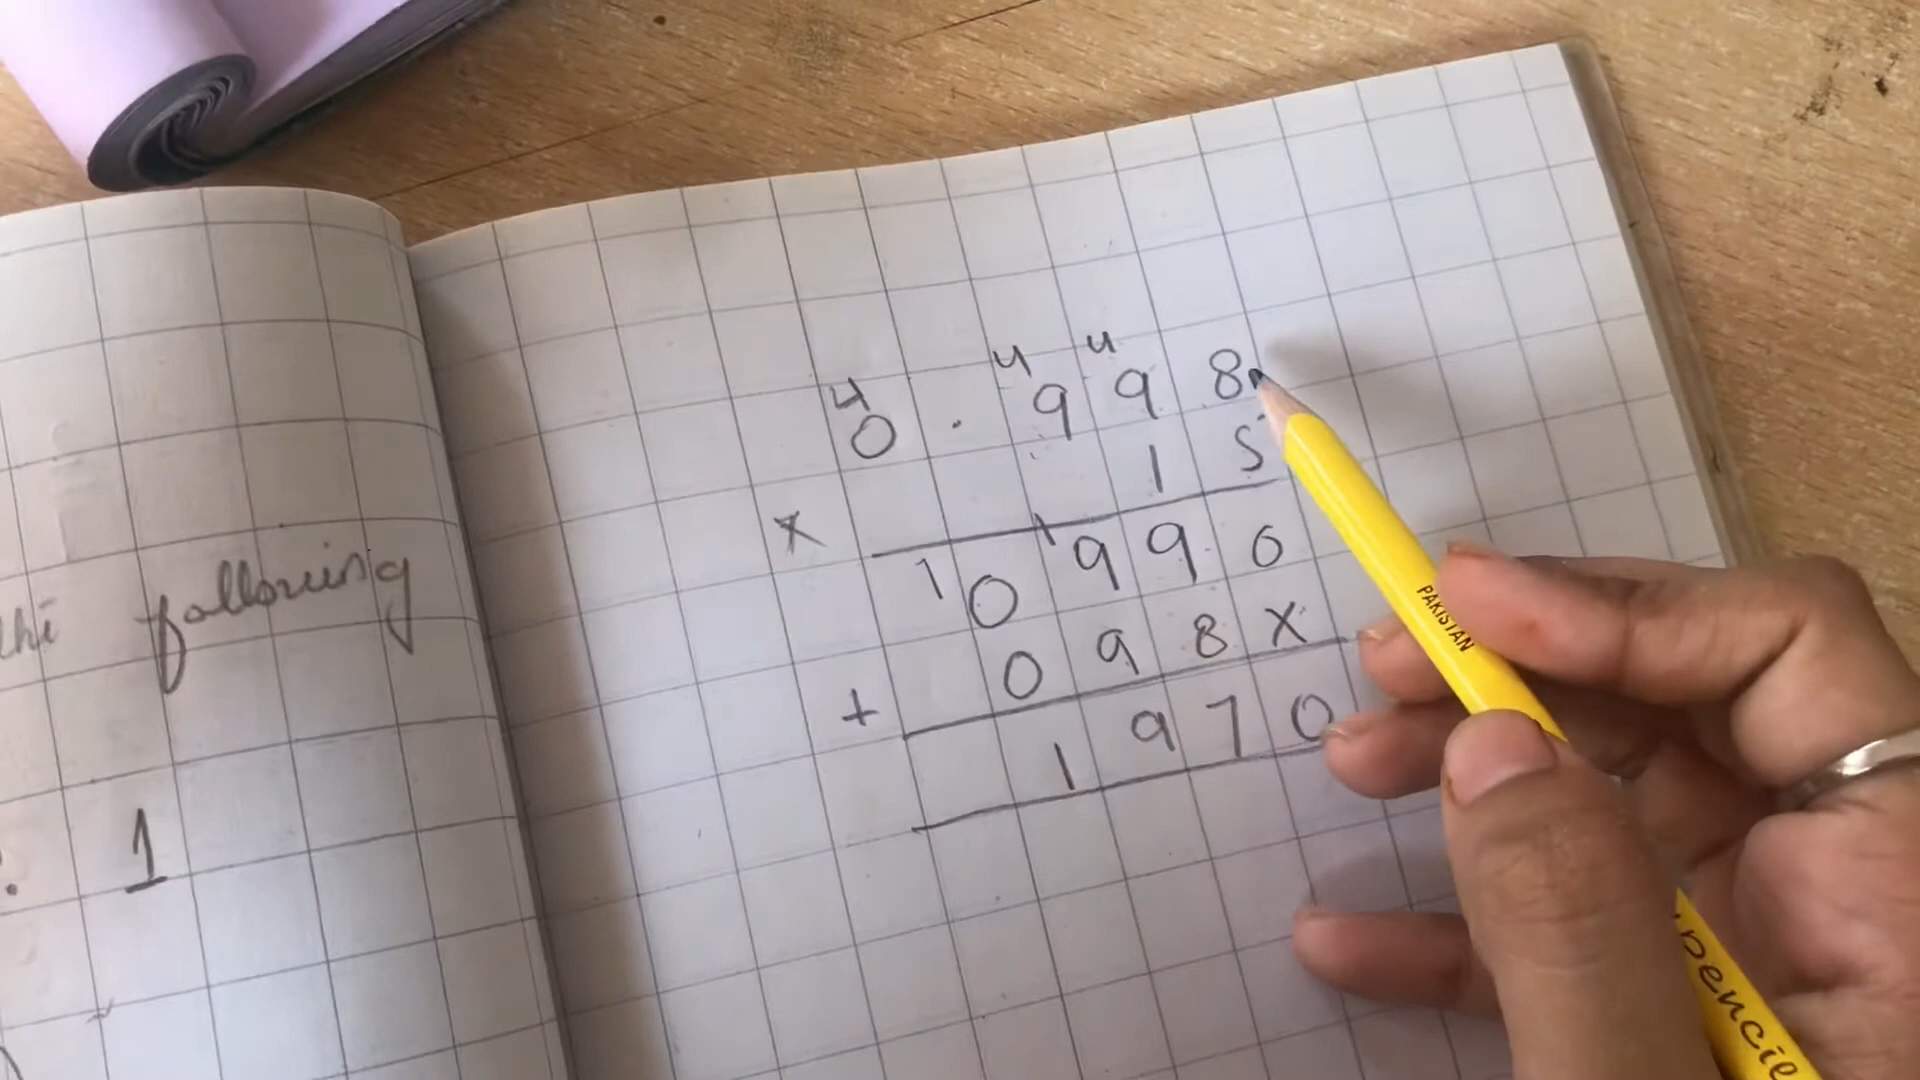 the following
: 1
4 4 4
0 . 9 9 8
× 1 5
1 1
0 9 9 0
+ 0 9 8 x
1 9 7 0
PAKISTAN
pencil